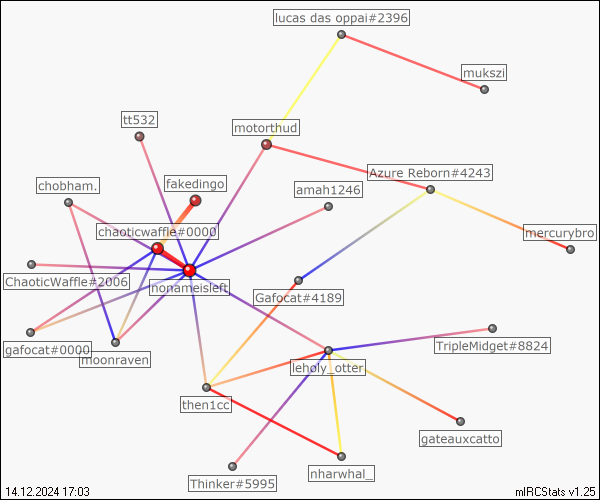 lucas das oppai#2396
mukszi
tt532
motorthud
Azure Reborn#4243
chobham.
fakedingo
amah1246
chaoticwaffle#0000
mercurybro
ChaoticWaffle#2006
nonameisleft
Gafocat#4189
gafocat#0000
moonraven
TripleMidget#8824
leholy_otter
then1cc
gateauxcatto
Thinker#5995
nharwhal_
14.12.2024 17:03
mIRCStats v1.25